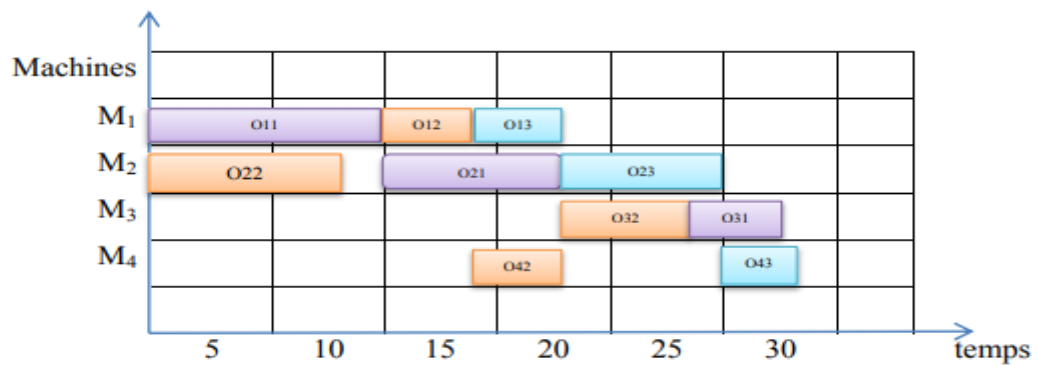 Machines
M₁ O11 O12 O13
M₂ O22 O21 O23
M₃ O32 O31
M₄ O42 O43
5 10 15 20 25 30 temps